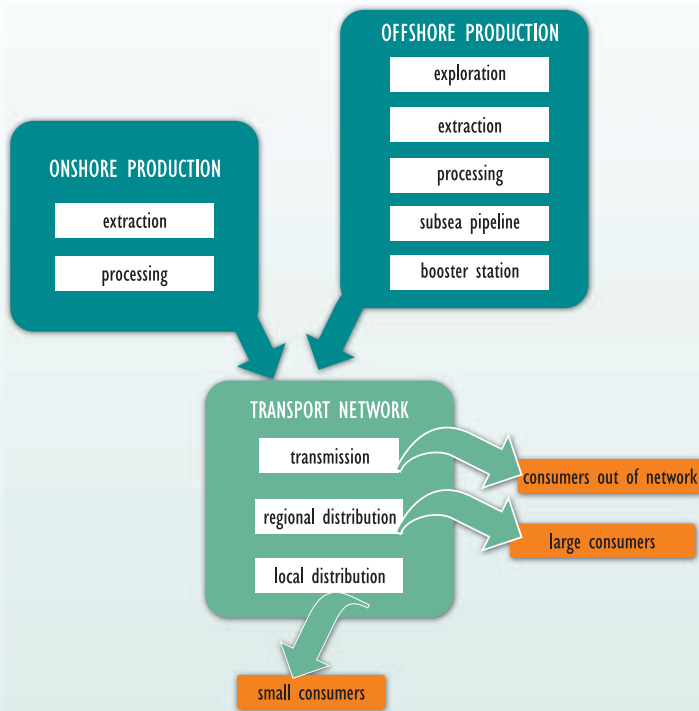 OFFSHORE PRODUCTION
exploration
extraction
processing
subsea pipeline
booster station
ONSHORE PRODUCTION
extraction
processing
TRANSPORT NETWORK
transmission
regional distribution
local distribution
consumers out of network
large consumers
small consumers